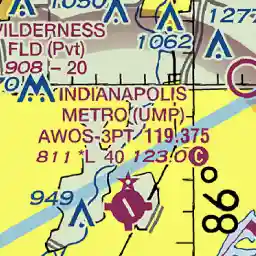 1050
1277
1062
WILDERNESS
FLD (Pvt)
908 - 20
INDIANAPOLIS
METRO (UMP)
AWOS-3PT 119.375
811 *L 40 123.0 C
949
86°